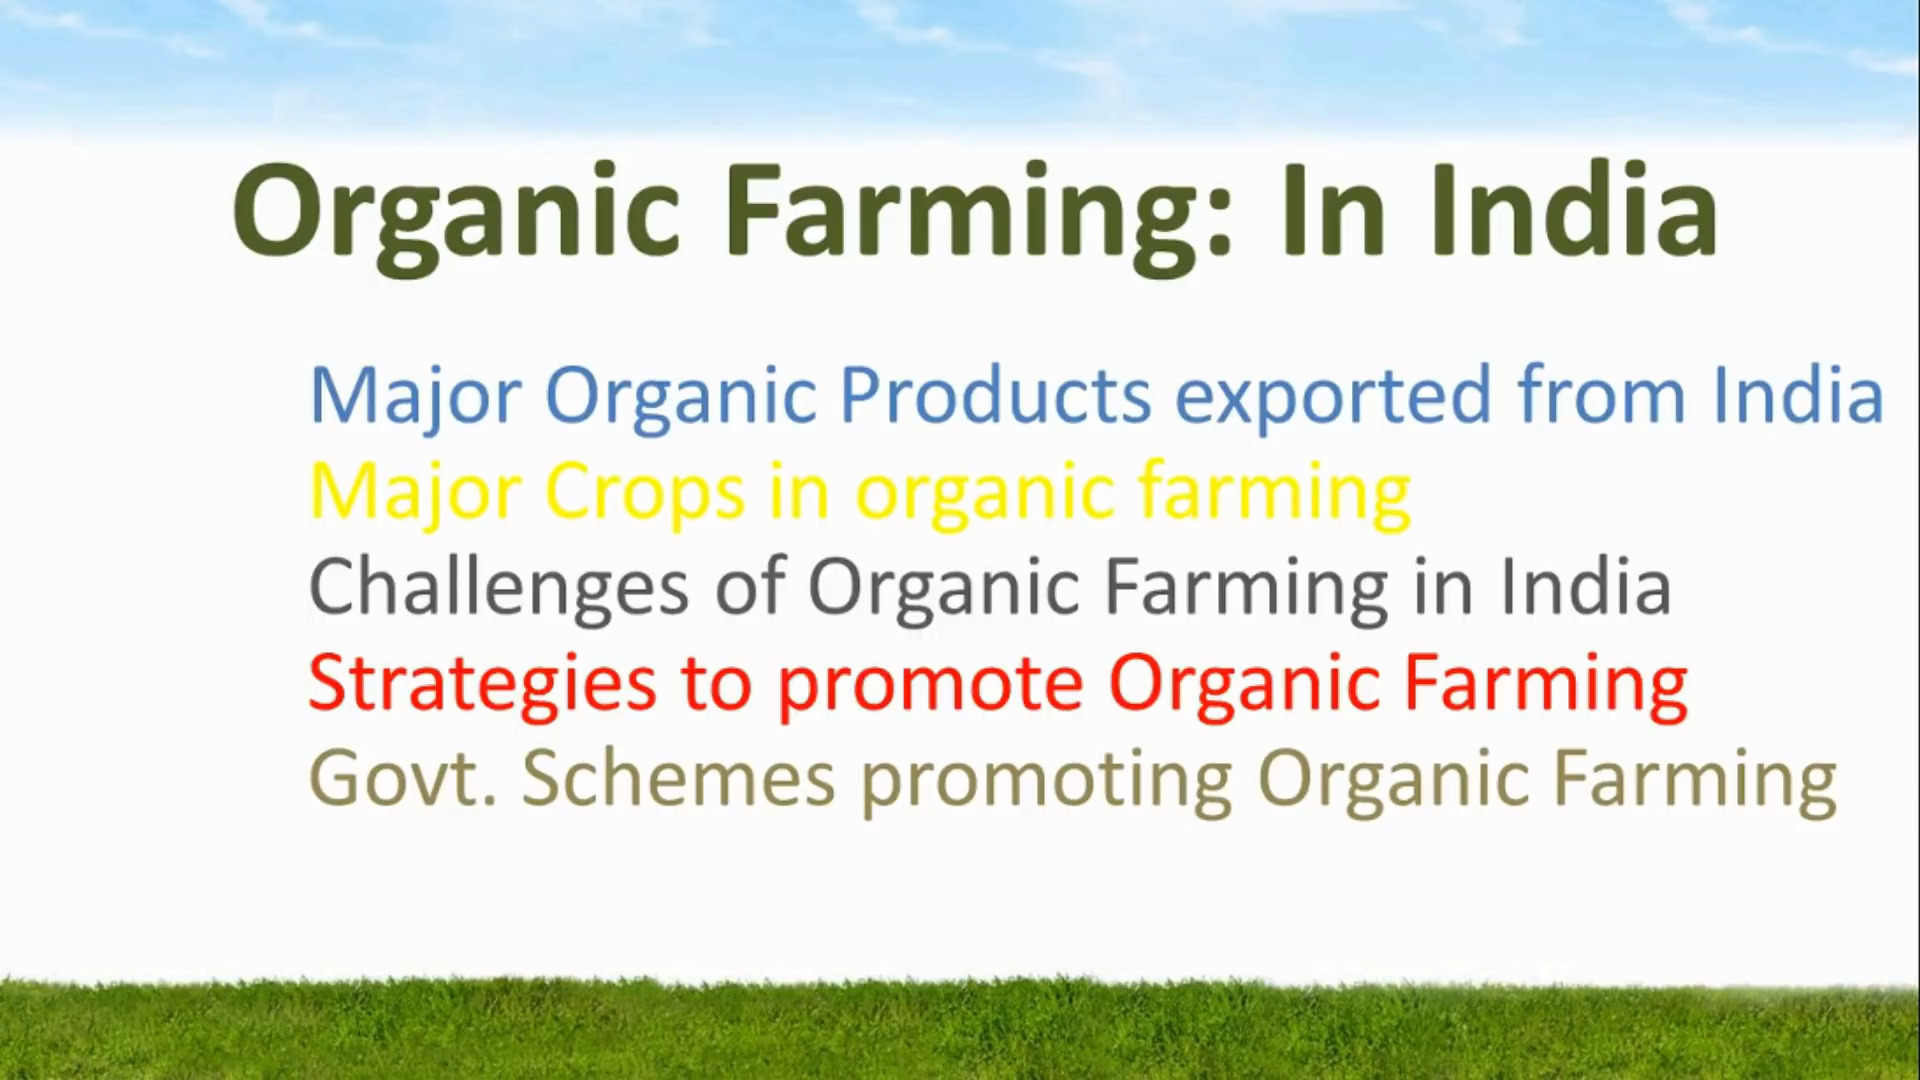 Organic Farming: In India
Major Organic Products exported from India
Major Crops in organic farming
Challenges of Organic Farming in India
Strategies to promote Organic Farming
Govt. Schemes promoting Organic Farming